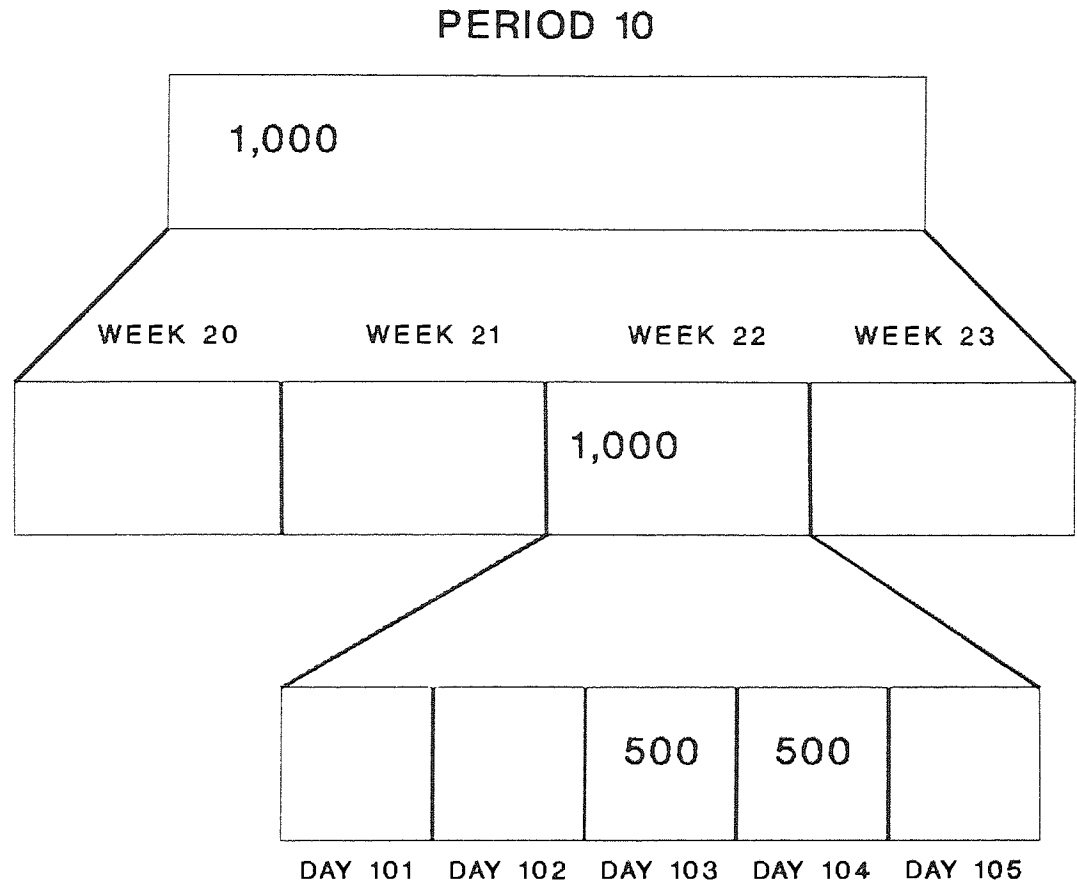 PERIOD 10
1,000
WEEK 20 WEEK 21 WEEK 22 WEEK 23
1,000
500 500
DAY 101 DAY 102 DAY 103 DAY 104 DAY 105